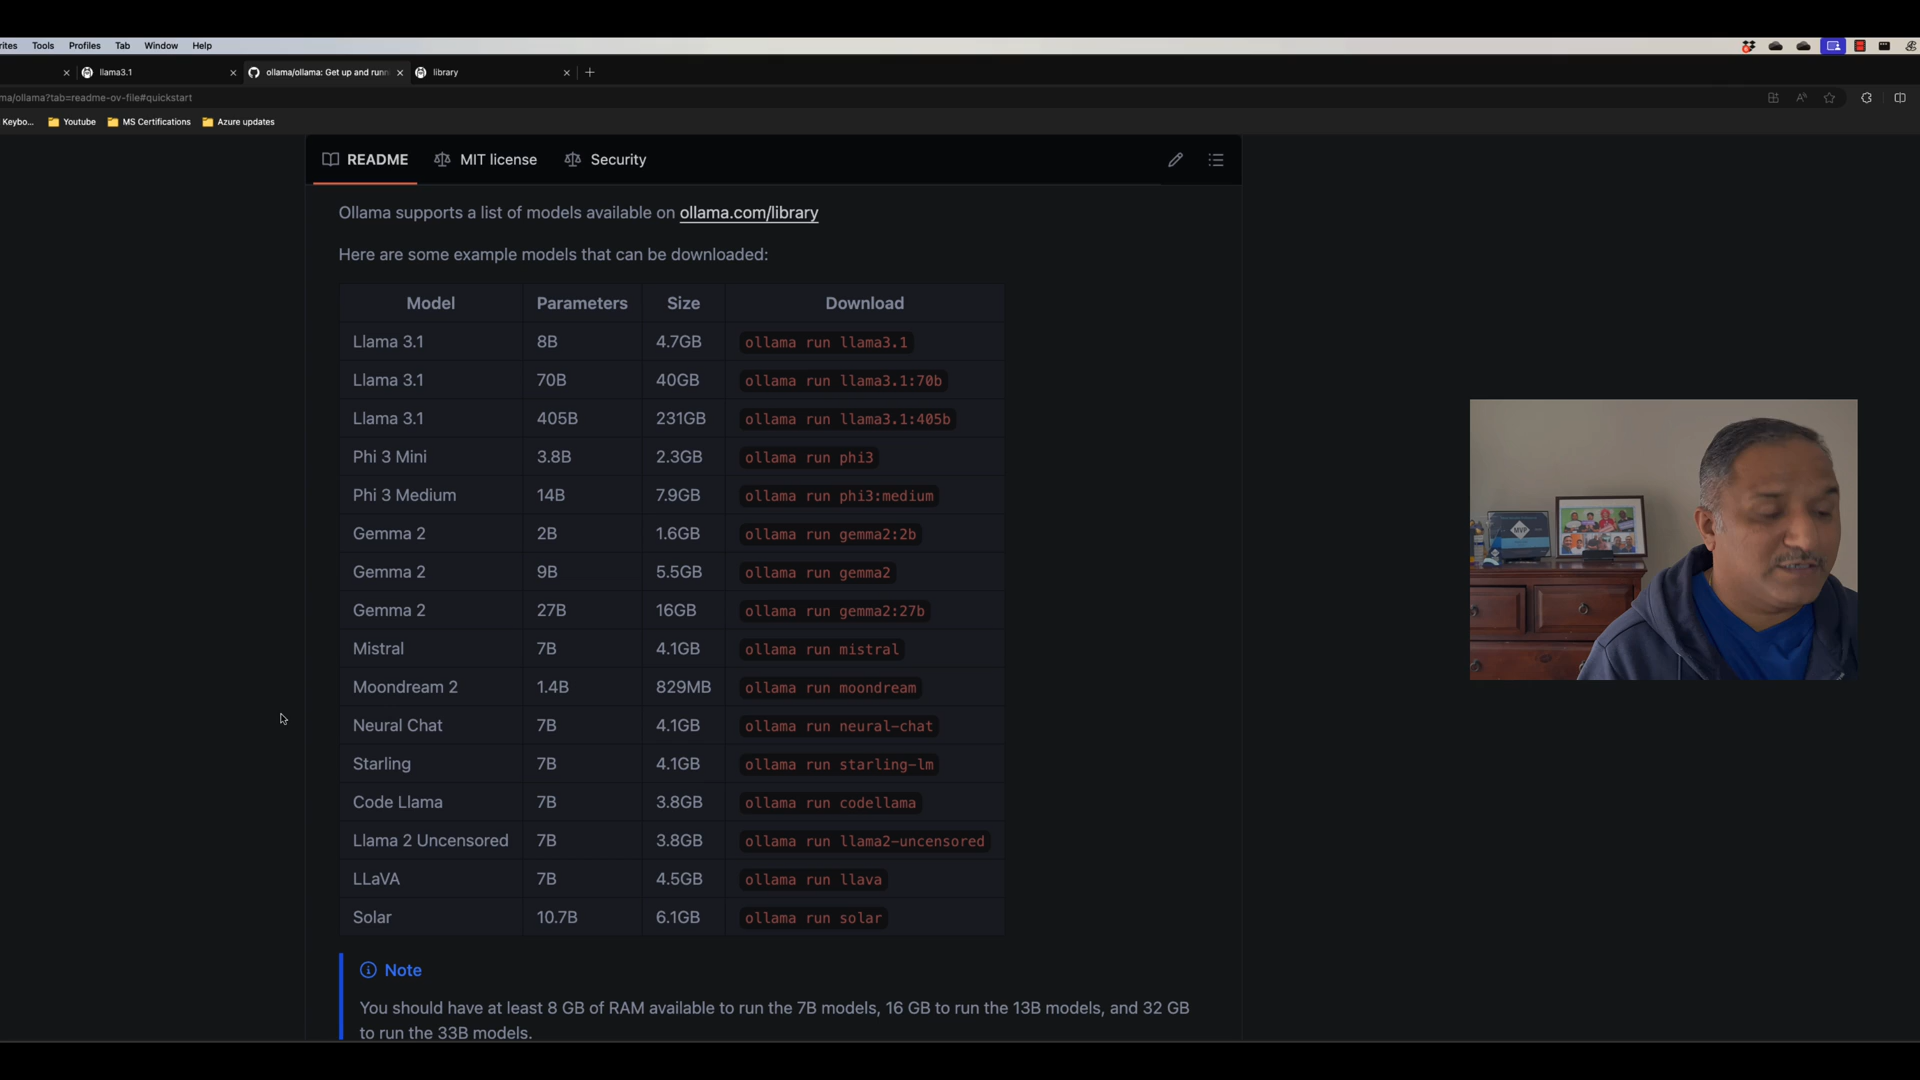 rites Tools Profiles Tab Window Help
llama3.1 ollama/ollama: Get up and runn library
ma/ollama?tab=readme-ov-file#quickstart
Keybo... Youtube MS Certifications Azure updates
README MIT license Security
Ollama supports a list of models available on ollama.com/library
Here are some example models that can be downloaded:
Model Parameters Size Download
Llama 3.1 8B 4.7GB ollama run llama3.1
Llama 3.1 70B 40GB ollama run llama3.1:70b
Llama 3.1 405B 231GB ollama run llama3.1:405b
Phi 3 Mini 3.8B 2.3GB ollama run phi3
Phi 3 Medium 14B 7.9GB ollama run phi3:medium
Gemma 2 2B 1.6GB ollama run gemma2:2b
Gemma 2 9B 5.5GB ollama run gemma2
Gemma 2 27B 16GB ollama run gemma2:27b
Mistral 7B 4.1GB ollama run mistral
Moondream 2 1.4B 829MB ollama run moondream
Neural Chat 7B 4.1GB ollama run neural-chat
Starling 7B 4.1GB ollama run starling-lm
Code Llama 7B 3.8GB ollama run codellama
Llama 2 Uncensored 7B 3.8GB ollama run llama2-uncensored
LLaVA 7B 4.5GB ollama run llava
Solar 10.7B 6.1GB ollama run solar
Note
You should have at least 8 GB of RAM available to run the 7B models, 16 GB to run the 13B models, and 32 GB
to run the 33B models.
MVP